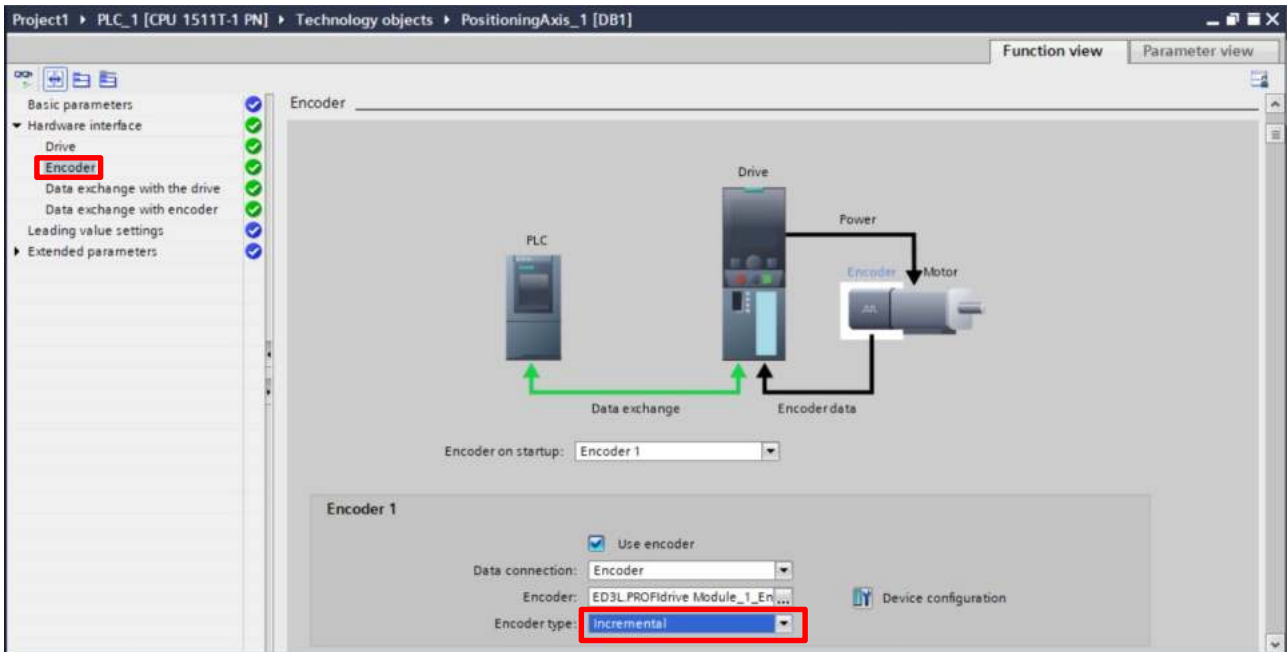 Project1 ▸ PLC_1 [CPU 1511T-1 PN] ▸ Technology objects ▸ PositioningAxis_1 [DB1]
Function view
Parameter view
Basic parameters
Hardware interface
Drive
Encoder
Data exchange with the drive
Data exchange with encoder
Leading value settings
Extended parameters
Encoder
Drive
Power
PLC
Encoder
Motor
Data exchange
Encoder data
Encoder on startup: Encoder 1
Encoder 1
Use encoder
Data connection: Encoder
Encoder: ED3L.PROFIdrive Module_1_En...
Device configuration
Encoder type: Incremental